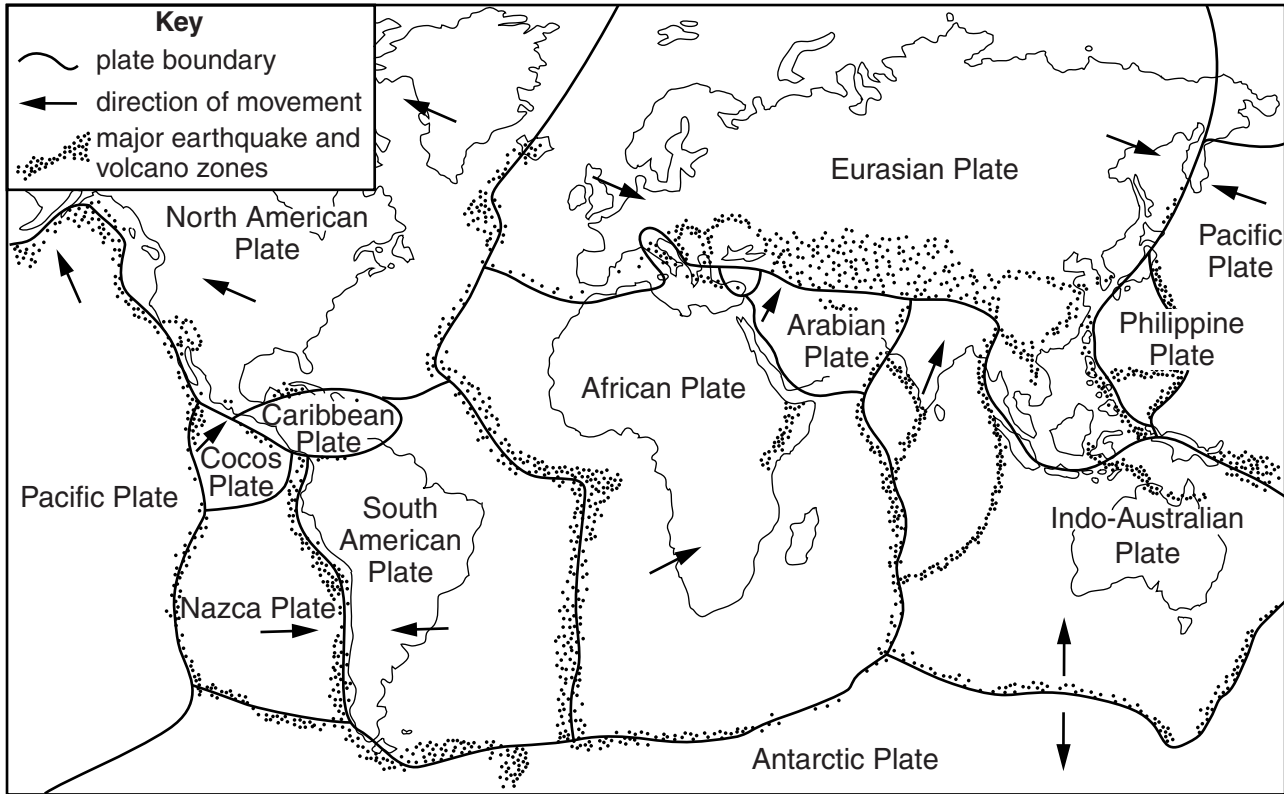 Key
plate boundary
direction of movement
major earthquake and
volcano zones
North American
Plate
Eurasian Plate
Pacific
Plate
Philippine
Plate
Arabian
Plate
African Plate
Caribbean
Plate
Cocos
Plate
Pacific Plate
South
American
Plate
Indo-Australian
Plate
Nazca Plate
Antarctic Plate